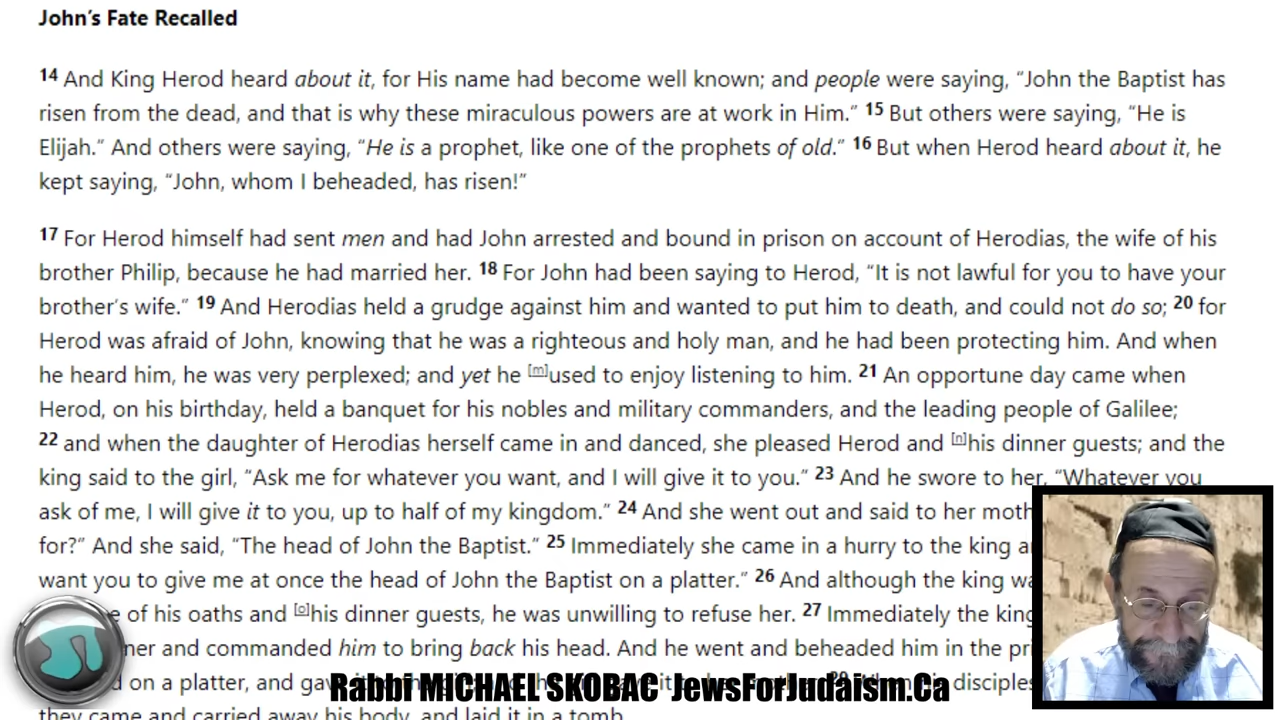 John's Fate Recalled
14 And King Herod heard about it, for His name had become well known; and people were saying, “John the Baptist has
risen from the dead, and that is why these miraculous powers are at work in Him.” 15 But others were saying, “He is
Elijah.” And others were saying, “He is a prophet, like one of the prophets of old.” 16 But when Herod heard about it, he
kept saying, “John, whom I beheaded, has risen!”
17 For Herod himself had sent men and had John arrested and bound in prison on account of Herodias, the wife of his
brother Philip, because he had married her. 18 For John had been saying to Herod, “It is not lawful for you to have your
brother's wife.” 19 And Herodias held a grudge against him and wanted to put him to death, and could not do so; 20 for
Herod was afraid of John, knowing that he was a righteous and holy man, and he had been protecting him. And when
he heard him, he was very perplexed; and yet he [m]used to enjoy listening to him. 21 An opportune day came when
Herod, on his birthday, held a banquet for his nobles and military commanders, and the leading people of Galilee;
22 and when the daughter of Herodias herself came in and danced, she pleased Herod and [n]his dinner guests; and the
king said to the girl, “Ask me for whatever you want, and I will give it to you.” 23 And he swore to her, “Whatever you
ask of me, I will give it to you, up to half of my kingdom.” 24 And she went out and said to her
for?” And she said, “The head of John the Baptist.” 25 Immediately she came in a hurry to the king
want you to give me at once the head of John the Baptist on a platter.” 26 And although the king
of his oaths and [o]his dinner guests, he was unwilling to refuse her. 27 Immediately the king
and commanded him to bring back his head. And he went and beheaded him in the
on a platter, and disciples
they came and carried away his body, and laid it in a tomb.
Rabbi MICHAEL SKOBAC JewsForJudaism.Ca